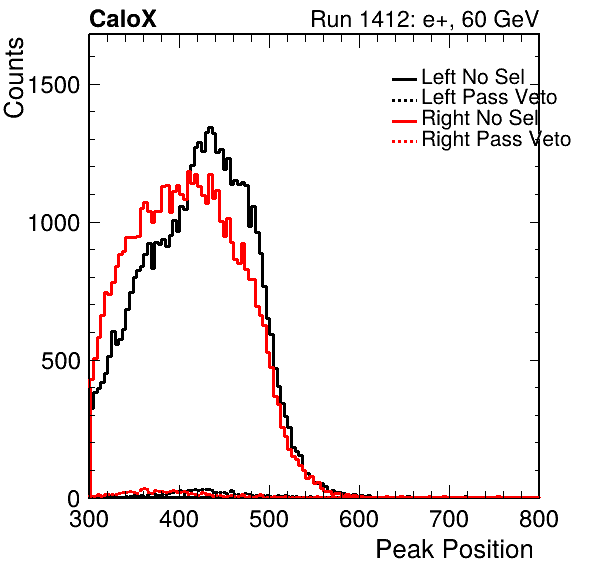 CaloX Run 1412: e+, 60 GeV
Counts
Left No Sel
Left Pass Veto
Right No Sel
Right Pass Veto
1500
1000
500
0
300 400 500 600 700 800
Peak Position